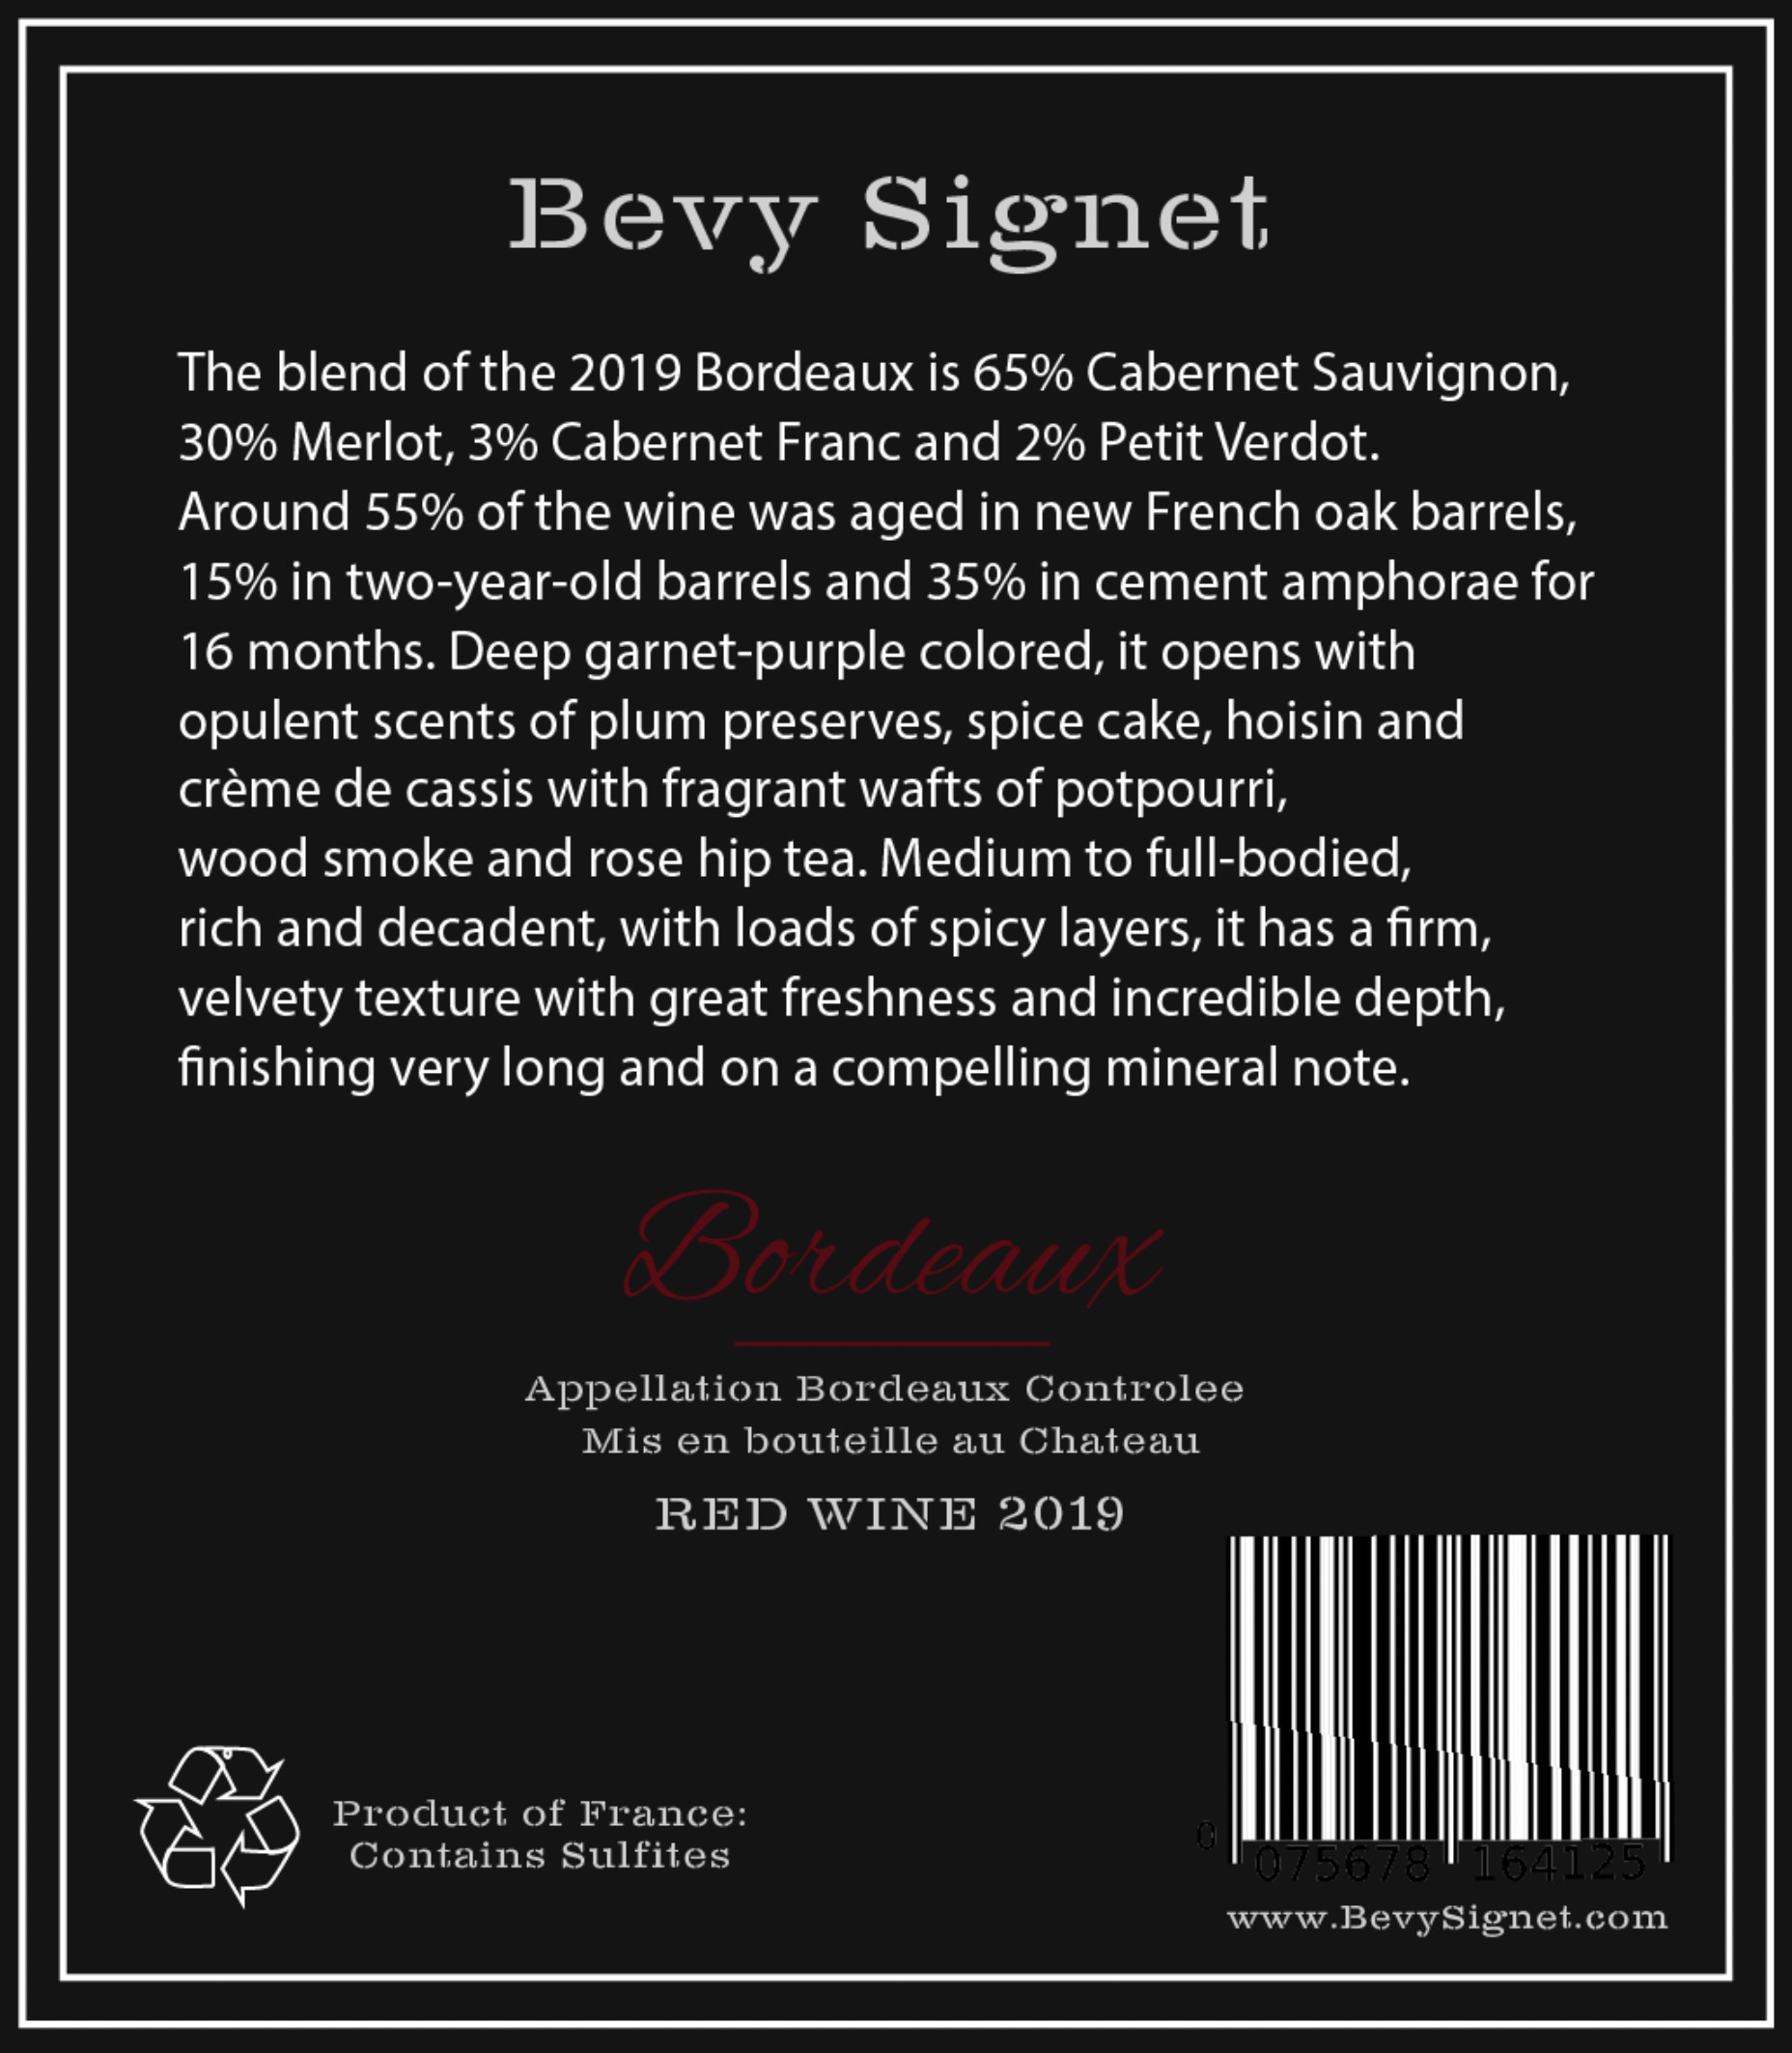 Bevy Signet
The blend of the 2019 Bordeaux is 65% Cabernet Sauvignon,
30% Merlot, 3% Cabernet Franc and 2% Petit Verdot.
Around 55% of the wine was aged in new French oak barrels,
15% in two-year-old barrels and 35% in cement amphorae for
16 months. Deep garnet-purple colored, it opens with
opulent scents of plum preserves, spice cake, hoisin and
crème de cassis with fragrant wafts of potpourri,
wood smoke and rose hip tea. Medium to full-bodied,
rich and decadent, with loads of spicy layers, it has a firm,
velvety texture with great freshness and incredible depth,
finishing very long and on a compelling mineral note.
Bordeaux
Appellation Bordeaux Controlee
Mis en bouteille au Chateau
RED WINE 2019
Product of France:
Contains Sulfites
0 075678 164125
www.BevySignet.com